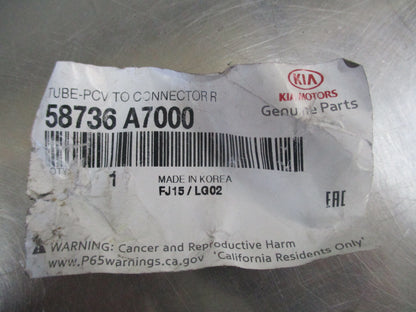 TUBE-PCV TO CONNECTOR R
58736 A7000
KIA
KIA MOTORS
Genuine Parts
QTY
1
MADE IN KOREA
FJ15 / LG02
EAC
WARNING: Cancer and Reproductive Harm
www.P65warnings.ca.gov 'California Residents Only'